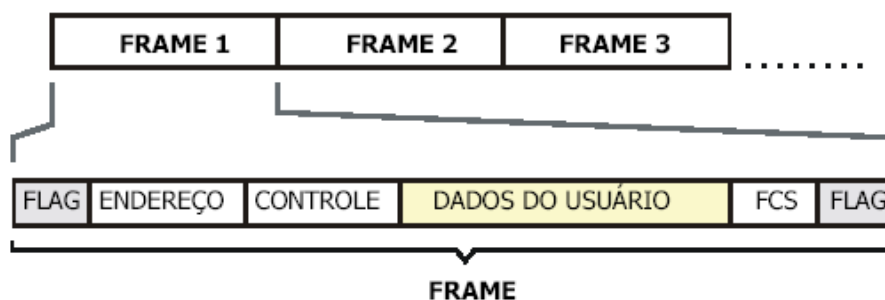 FRAME 1 FRAME 2 FRAME 3 ........
FLAG ENDEREÇO CONTROLE DADOS DO USUÁRIO FCS FLAG
FRAME